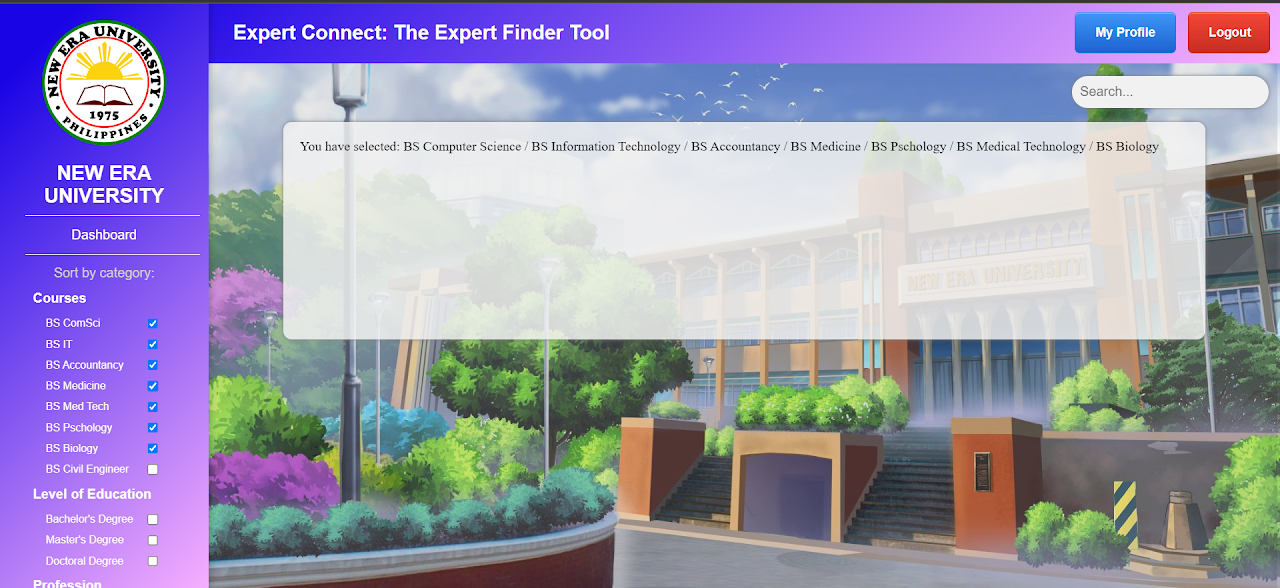 NEW ERA UNIVERSITY
1975
PHILIPPINES
NEW ERA
UNIVERSITY
Dashboard
Sort by category:
Courses
BS ComSci
BS IT
BS Accountancy
BS Medicine
BS Med Tech
BS Pschology
BS Biology
BS Civil Engineer
Level of Education
Bachelor's Degree
Master's Degree
Doctoral Degree
Profession
Expert Connect: The Expert Finder Tool
My Profile
Logout
Search...
You have selected: BS Computer Science / BS Information Technology / BS Accountancy / BS Medicine / BS Pschology / BS Medical Technology / BS Biology
NEW ERA UNIVERSITY